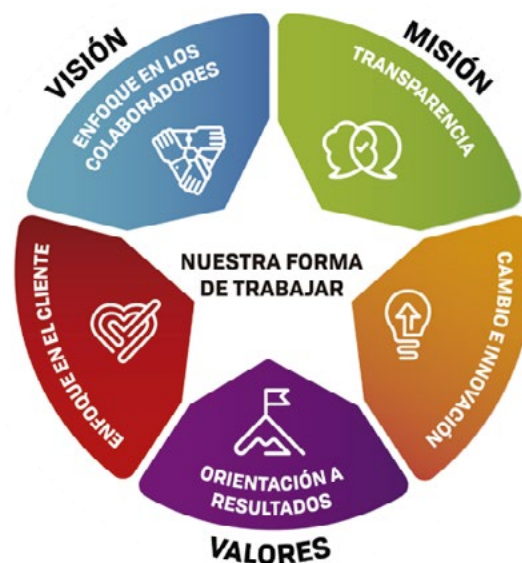 VISIÓN
MISIÓN
ENFOQUE EN LOS
COLABORADORES
TRANSPARENCIA
NUESTRA FORMA
DE TRABAJAR
ENFOQUE EN EL CLIENTE
CAMBIO E INNOVACIÓN
ORIENTACIÓN A
RESULTADOS
VALORES